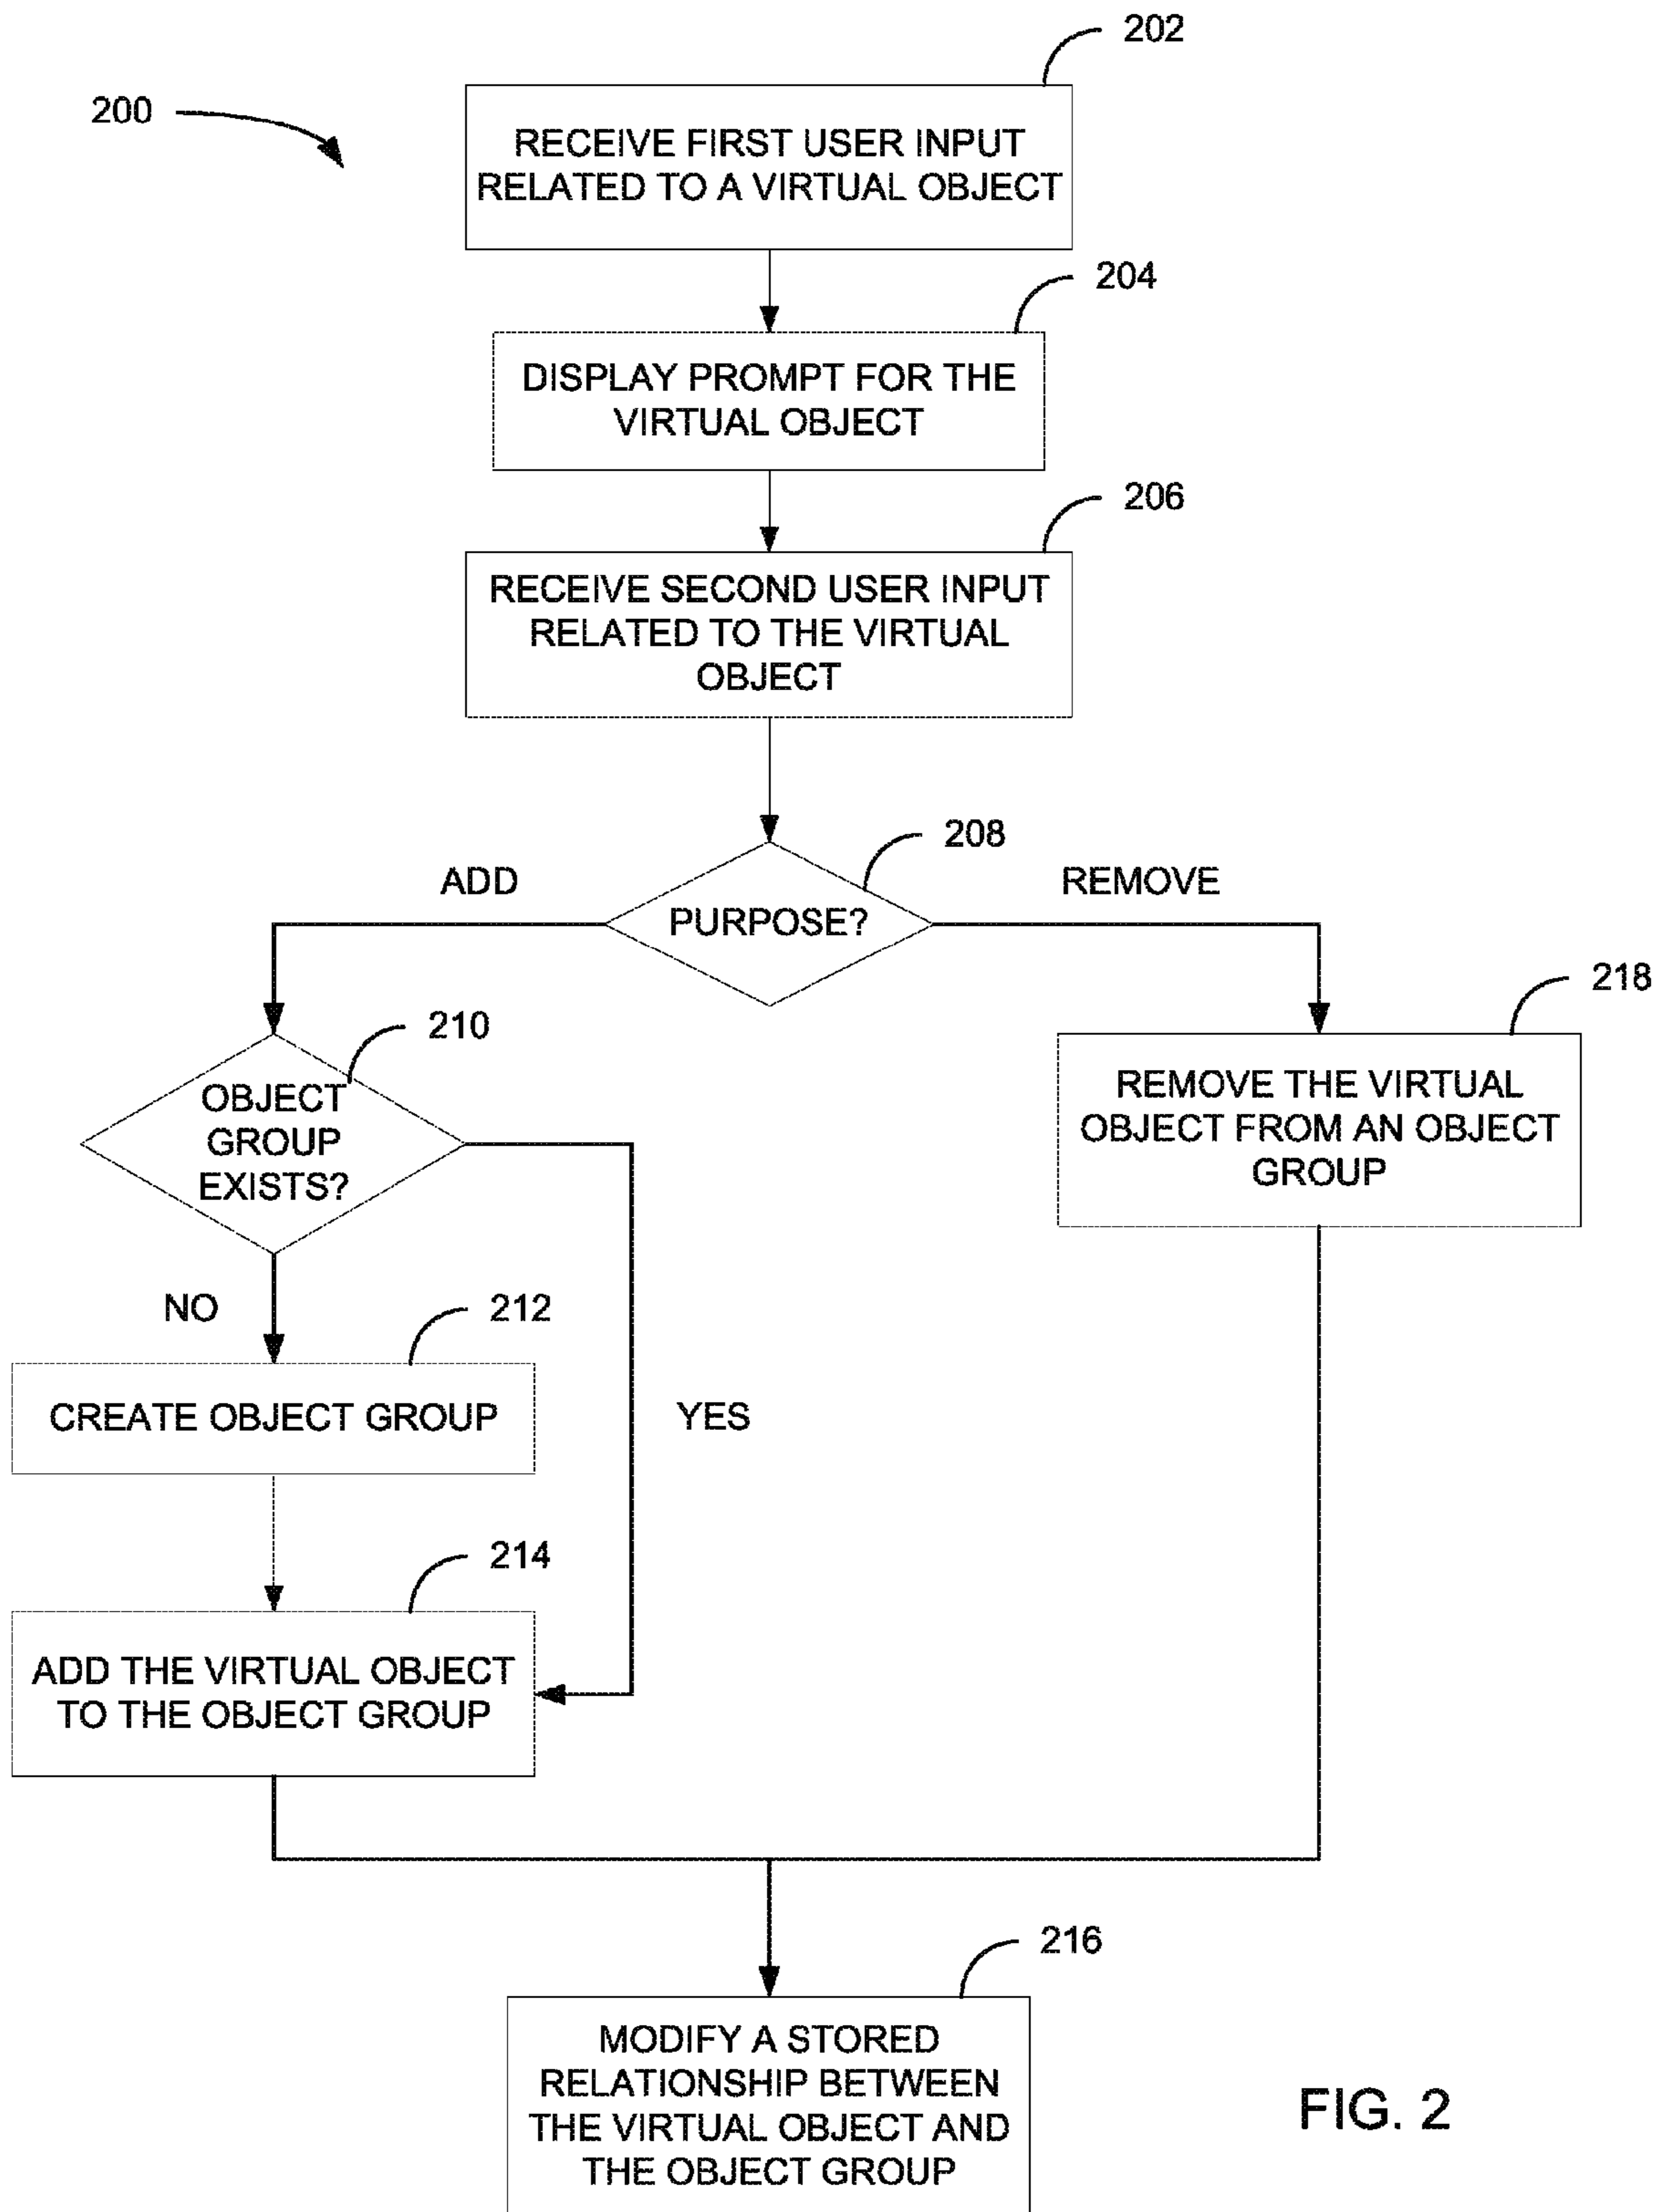 202
200
RECEIVE FIRST USER INPUT
RELATED TO A VIRTUAL OBJECT
204
DISPLAY PROMPT FOR THE
VIRTUAL OBJECT
206
RECEIVE SECOND USER INPUT
RELATED TO THE VIRTUAL
OBJECT
208
ADD
REMOVE
PURPOSE?
218
210
REMOVE THE VIRTUAL
OBJECT FROM AN OBJECT
GROUP
OBJECT
GROUP
EXISTS?
NO
212
CREATE OBJECT GROUP
YES
214
ADD THE VIRTUAL OBJECT
TO THE OBJECT GROUP
216
MODIFY A STORED
RELATIONSHIP BETWEEN
THE VIRTUAL OBJECT AND
THE OBJECT GROUP
FIG. 2